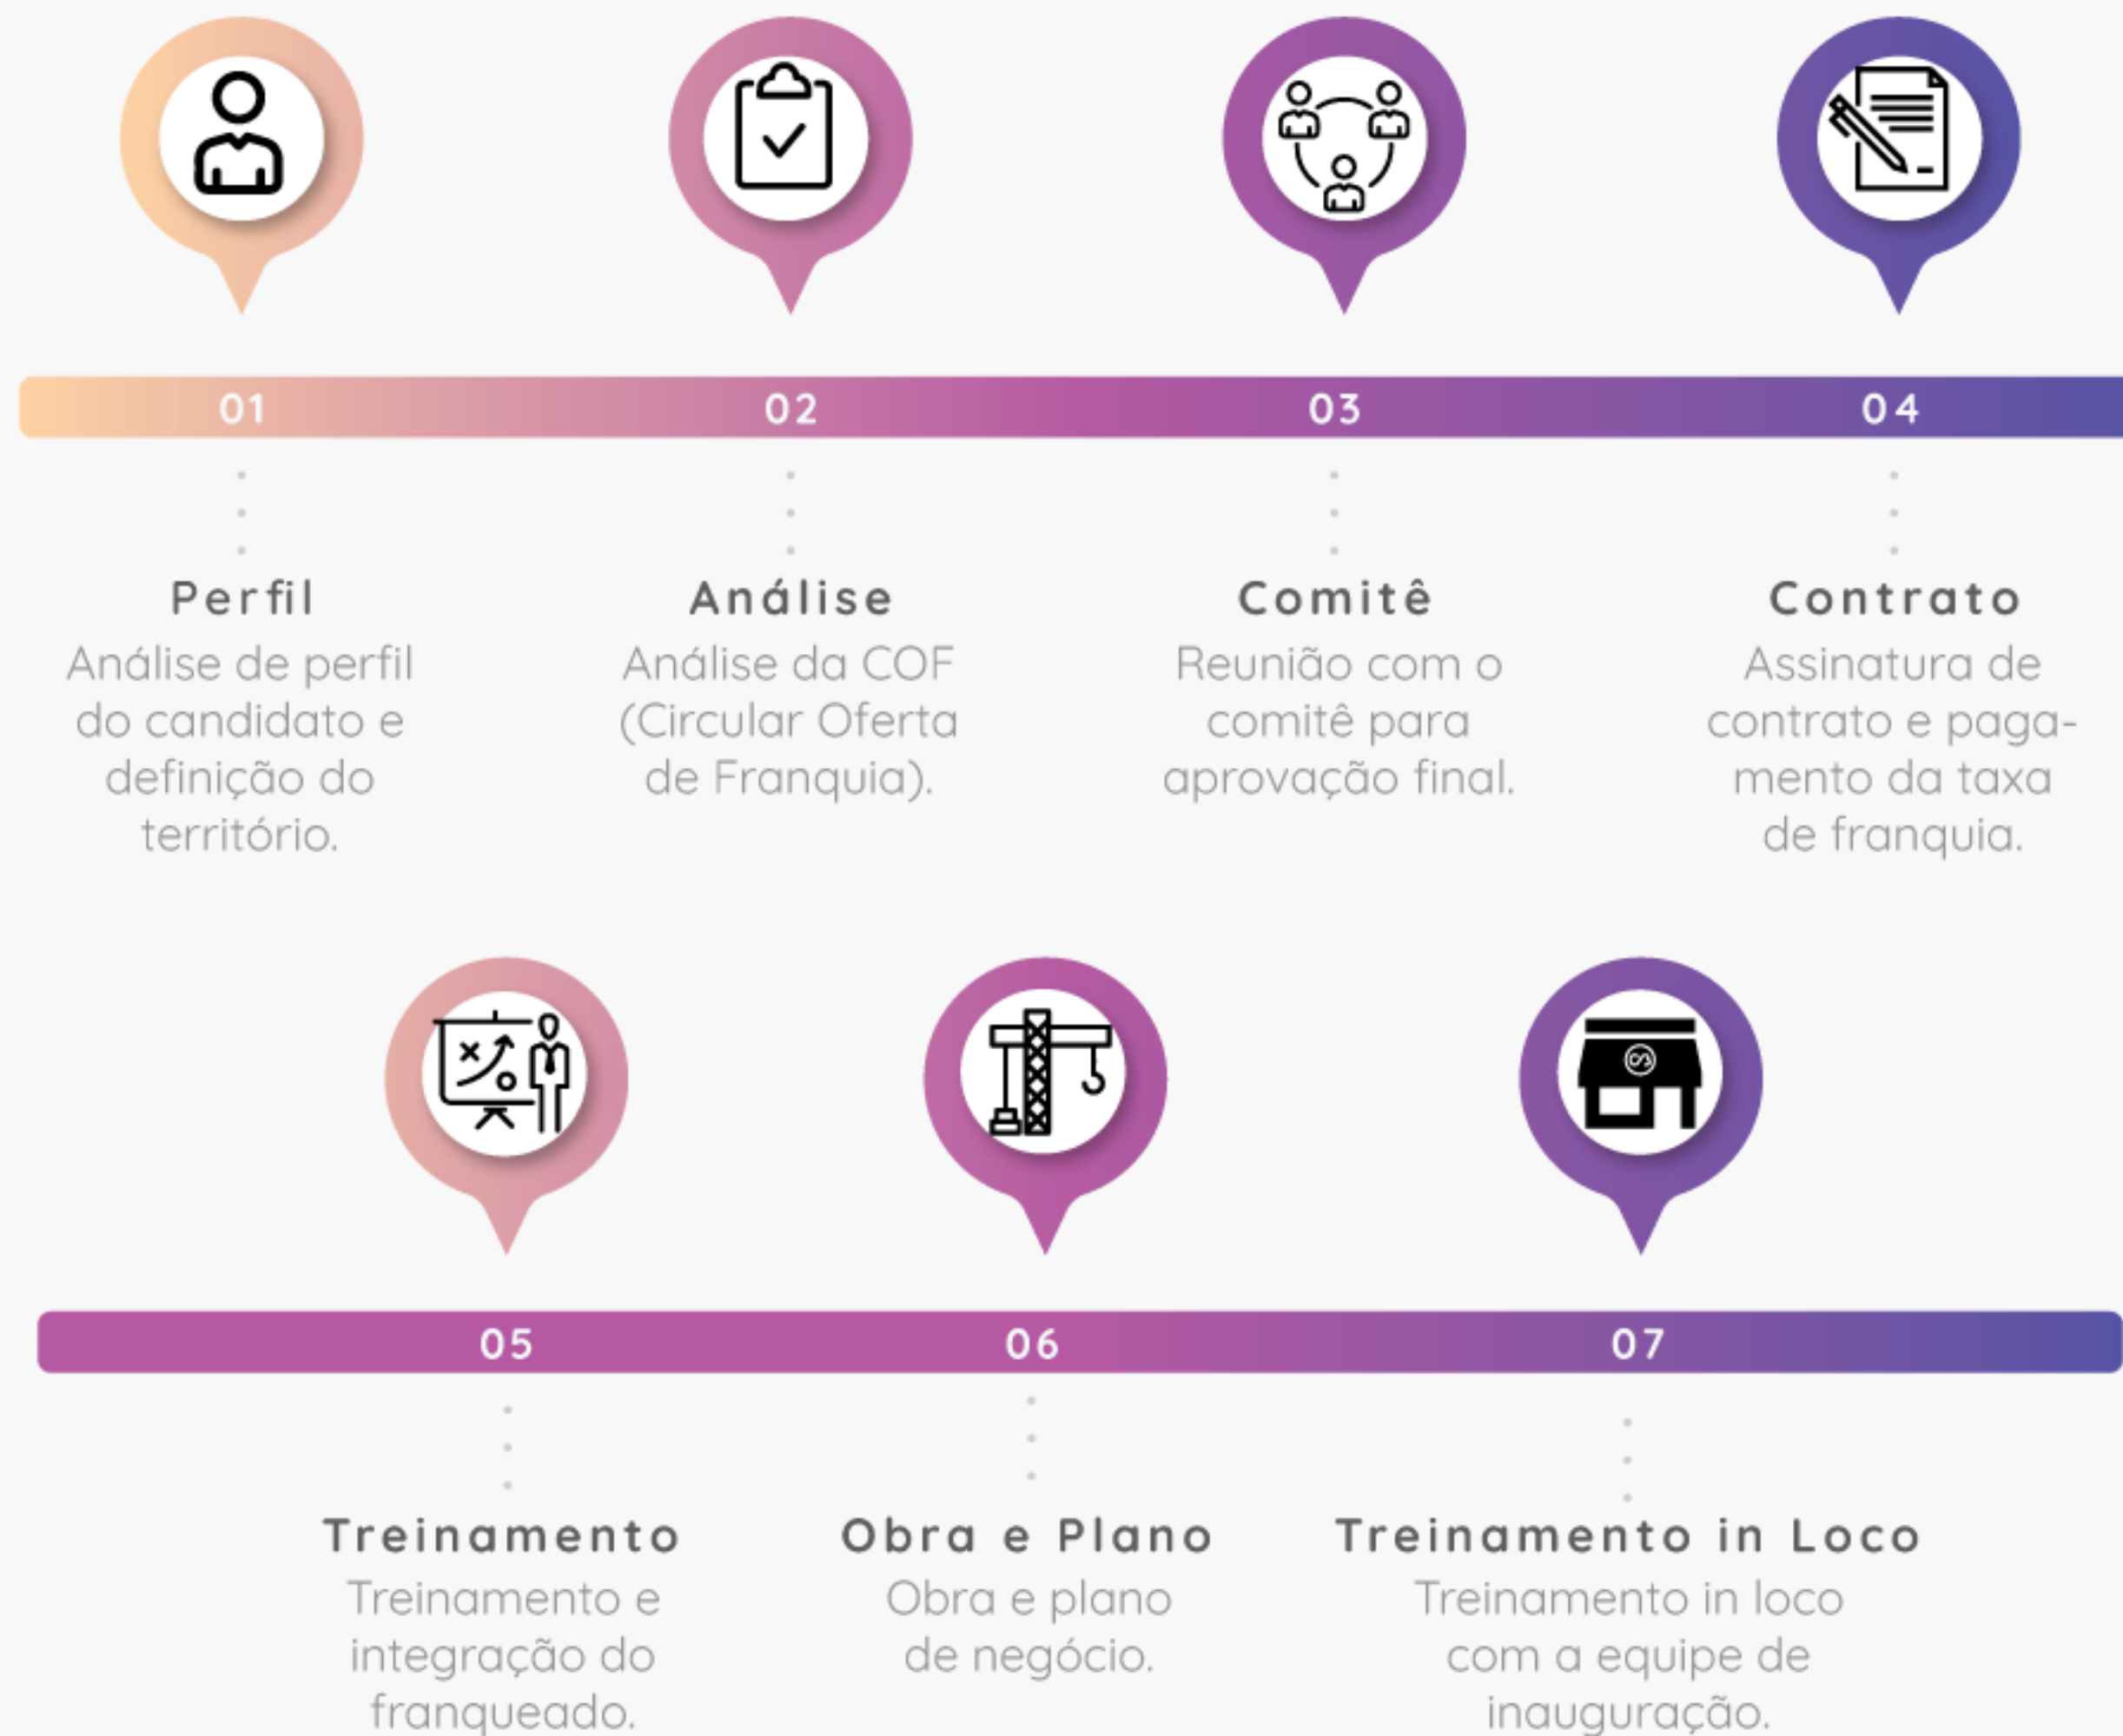 01
02
03
04
Perfil
Análise de perfil
do candidato e
definição do
território.
Análise
Análise da COF
(Circular Oferta
de Franquia).
Comitê
Reunião com o
comitê para
aprovação final.
Contrato
Assinatura de
contrato e paga-
mento da taxa
de franquia.
05
06
07
Treinamento
Treinamento e
integração do
franqueado.
Obra e Plano
Obra e plano
de negócio.
Treinamento in Loco
Treinamento in loco
com a equipe de
inauguração.